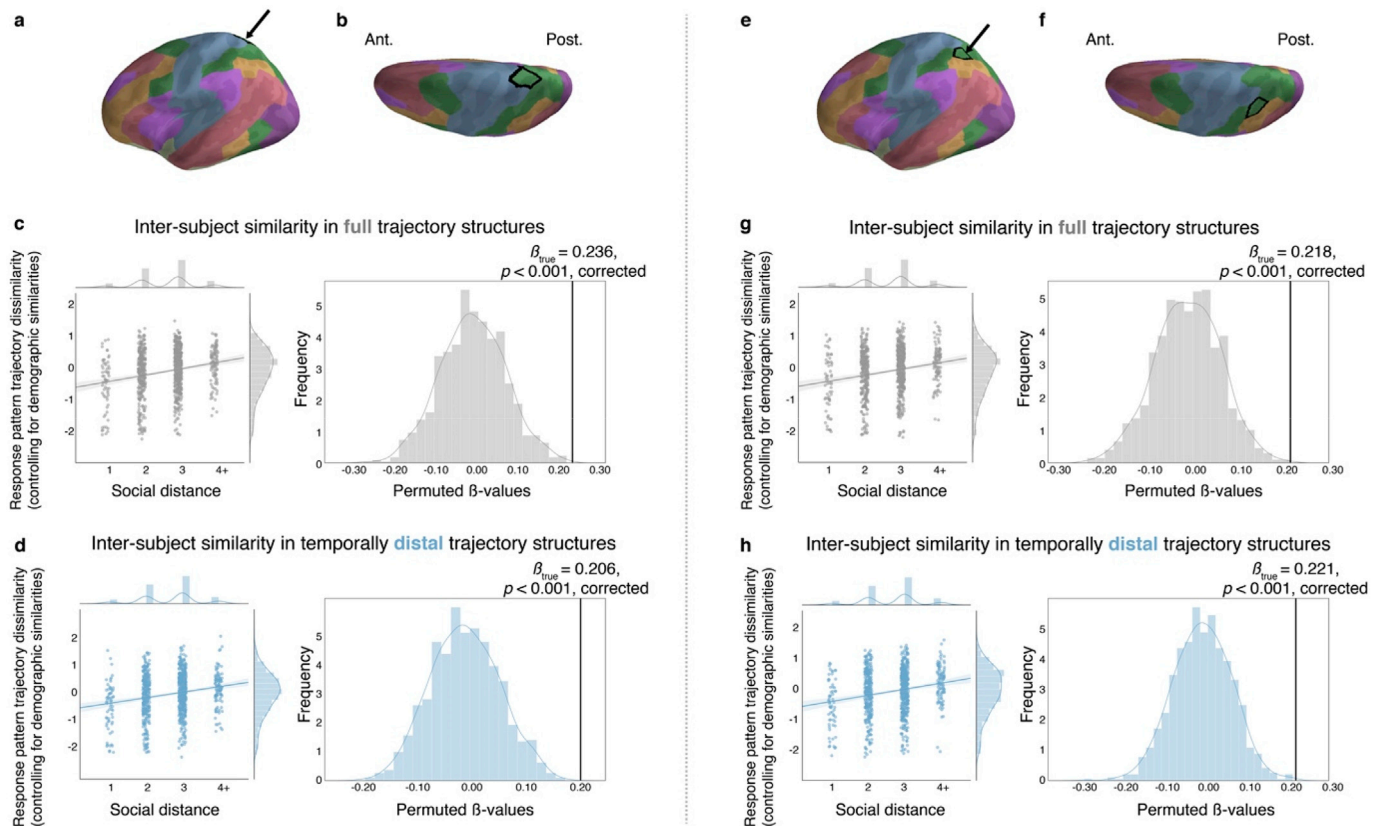 a
b
Ant.
Post.
c
Inter-subject similarity in full trajectory structures
ßtrue = 0.236,
p < 0.001, corrected
Response pattern trajectory dissimilarity
(controlling for demographic similarities)
2
1
0
-1
-2
1 2 3 4+
Social distance
Frequency
5
4
3
2
1
0
-0.30 -0.20 -0.10 0.00 0.10 0.20 0.30
Permuted ß-values
d
Inter-subject similarity in temporally distal trajectory structures
ßtrue = 0.206,
p < 0.001, corrected
Response pattern trajectory dissimilarity
(controlling for demographic similarities)
2
1
0
-1
-2
1 2 3 4+
Social distance
Frequency
5
4
3
2
1
0
-0.20 -0.10 0.00 0.10 0.20
Permuted ß-values
e
f
Ant.
Post.
g
Inter-subject similarity in full trajectory structures
ßtrue = 0.218,
p < 0.001, corrected
Response pattern trajectory dissimilarity
(controlling for demographic similarities)
2
1
0
-1
-2
1 2 3 4+
Social distance
Frequency
5
4
3
2
1
0
-0.30 -0.20 -0.10 0.00 0.10 0.20 0.30
Permuted ß-values
h
Inter-subject similarity in temporally distal trajectory structures
ßtrue = 0.221,
p < 0.001, corrected
Response pattern trajectory dissimilarity
(controlling for demographic similarities)
2
1
0
-1
-2
1 2 3 4+
Social distance
Frequency
5
4
3
2
1
0
-0.30 -0.20 -0.10 0.00 0.10 0.20 0.30
Permuted ß-values